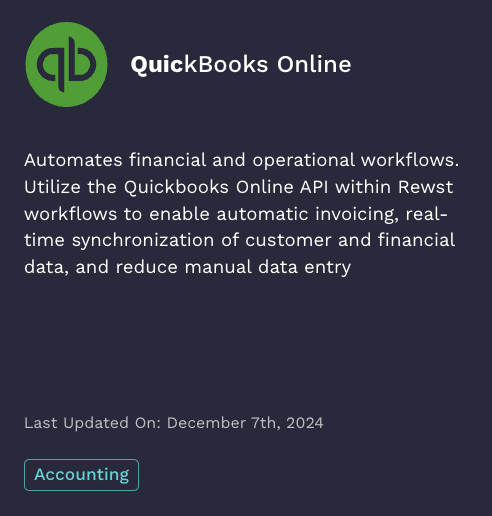 QuickBooks Online
Automates financial and operational workflows.
Utilize the Quickbooks Online API within Rewst
workflows to enable automatic invoicing, real-
time synchronization of customer and financial
data, and reduce manual data entry
Last Updated On: December 7th, 2024
Accounting